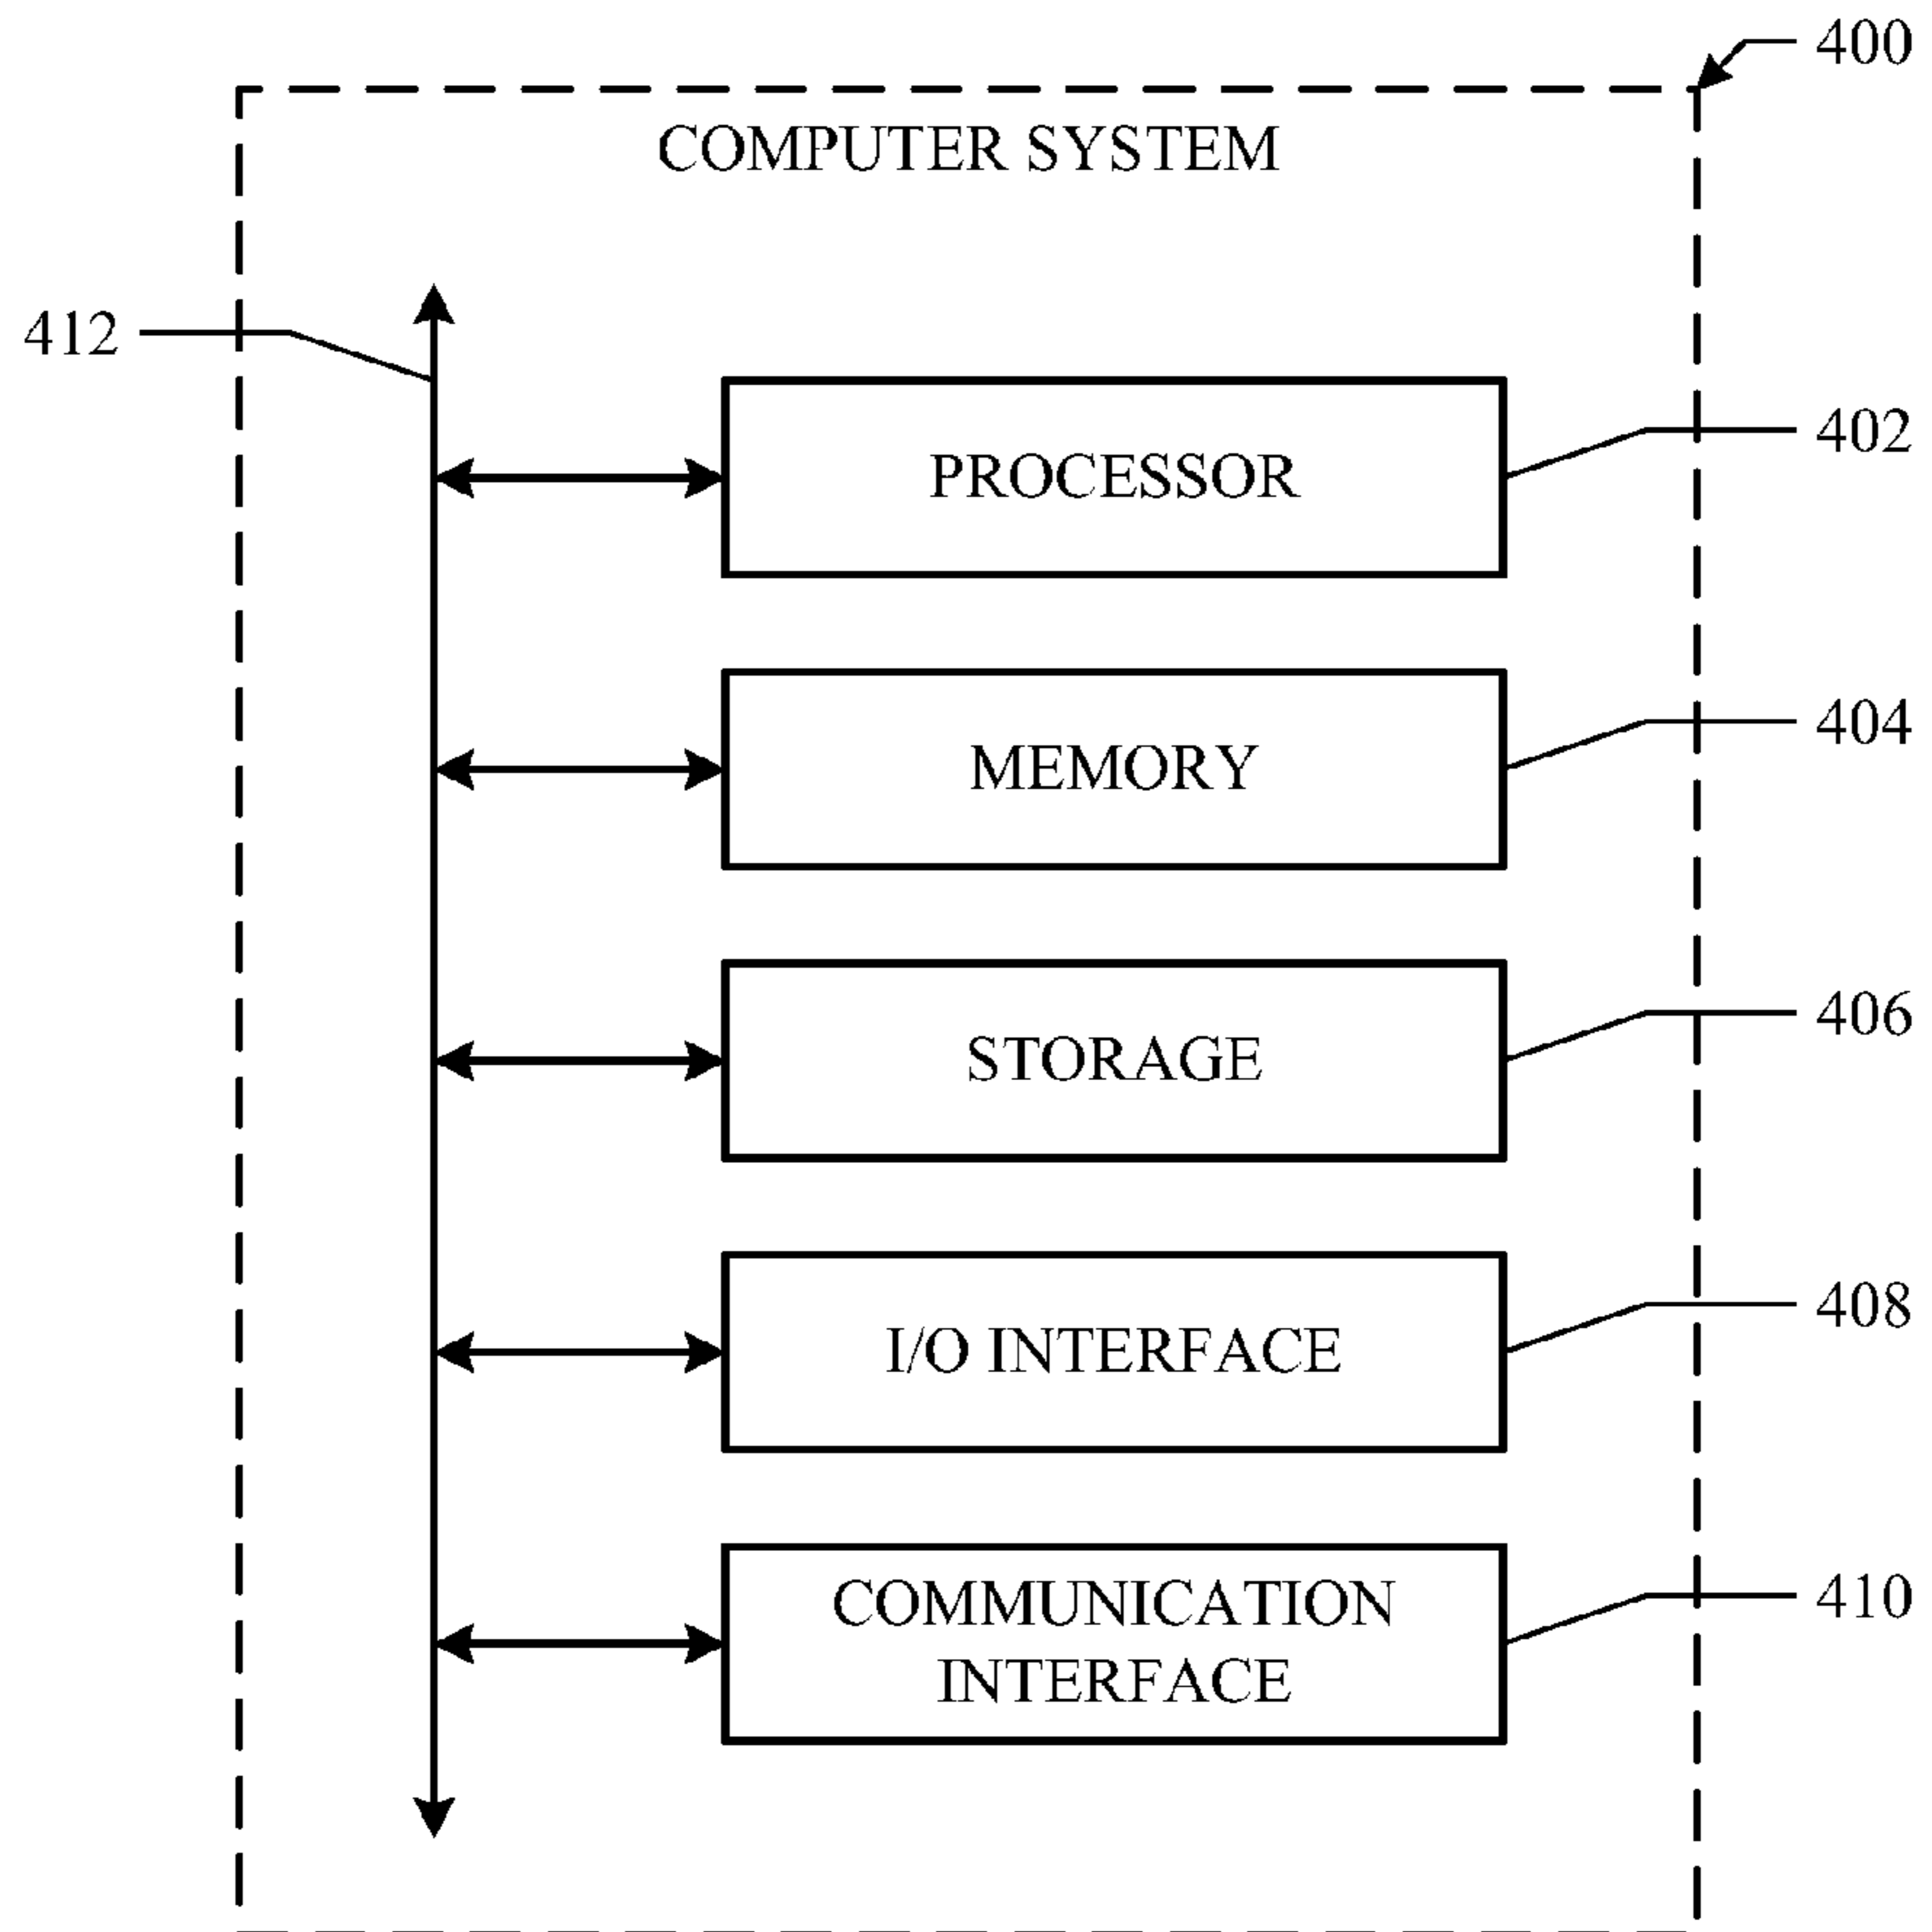 400
COMPUTER SYSTEM
412
402
PROCESSOR
404
MEMORY
406
STORAGE
408
I/O INTERFACE
410
COMMUNICATION
INTERFACE